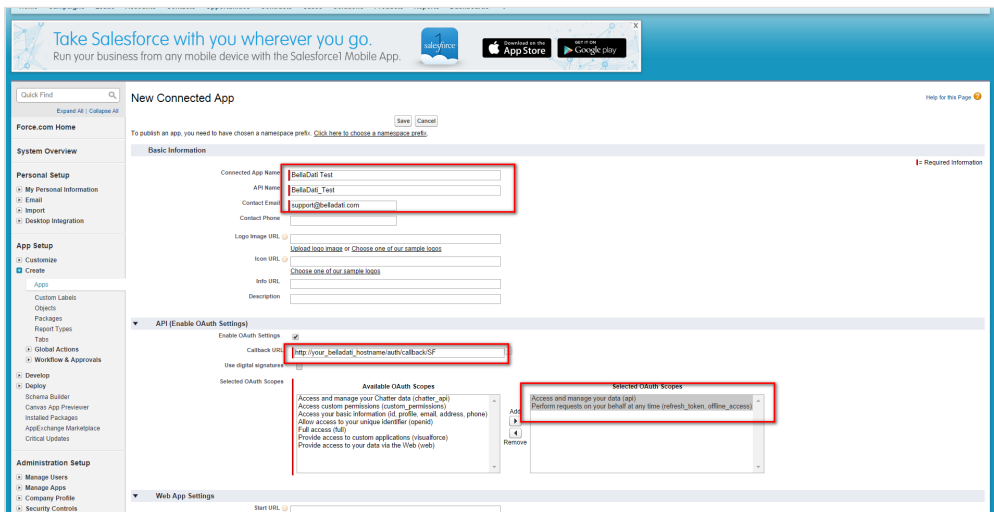 Take Salesforce with you wherever you go.
Run your business from any mobile device with the Salesforce1 Mobile App.
salesforce
Download on the
App Store
GET IT ON
Google play
X
Quick Find
Expand All | Collapse All
Force.com Home
System Overview
Personal Setup
My Personal Information
Email
Import
Desktop Integration
App Setup
Customize
Create
Apps
Custom Labels
Objects
Packages
Report Types
Tabs
Global Actions
Workflow & Approvals
Develop
Deploy
Schema Builder
Canvas App Previewer
Installed Packages
AppExchange Marketplace
Critical Updates
Administration Setup
Manage Users
Manage Apps
Company Profile
Security Controls
New Connected App
Help for this Page
Save Cancel
To publish an app, you need to have chosen a namespace prefix. Click here to choose a namespace prefix.
Basic Information
= Required Information
Connected App Name BellaDati Test
API Name BellaDati_Test
Contact Email support@belladati.com
Contact Phone
Logo Image URL
Upload logo image or Choose one of our sample logos
Icon URL
Choose one of our sample logos
Info URL
Description
API (Enable OAuth Settings)
Enable OAuth Settings
Callback URL http://your_belladati_hostname/auth/callback/SF
Use digital signatures
Selected OAuth Scopes
Available OAuth Scopes
Access and manage your Chatter data (chatter_api)
Access custom permissions (custom_permissions)
Access your basic information (id, profile, email, address, phone)
Allow access to your unique identifier (openid)
Full access (full)
Provide access to custom applications (visualforce)
Provide access to your data via the Web (web)
Add
Remove
Selected OAuth Scopes
Access and manage your data (api)
Perform requests on your behalf at any time (refresh_token, offline_access)
Web App Settings
Start URL